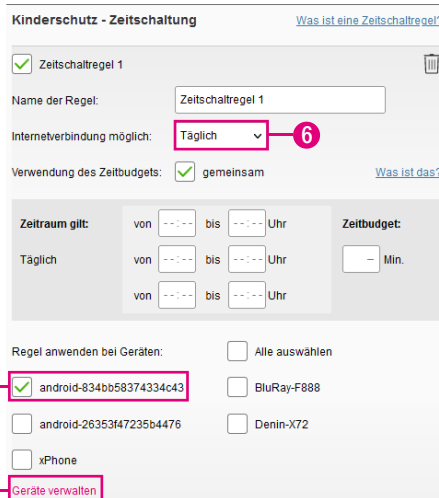 Kinderschutz - Zeitschaltung Was ist eine Zeitschaltregel?
Zeitschaltregel 1
Name der Regel: Zeitschaltregel 1
Internetverbindung möglich: Täglich 6
Verwendung des Zeitbudgets: gemeinsam Was ist das?
Zeitraum gilt: von --:-- bis --:-- Uhr Zeitbudget:
Täglich von --:-- bis --:-- Uhr – Min.
von --:-- bis --:-- Uhr
Regel anwenden bei Geräten: Alle auswählen
android-834bb58374334c43 BluRay-F888
android-26353f47235b4476 Denin-X72
xPhone
Geräte verwalten